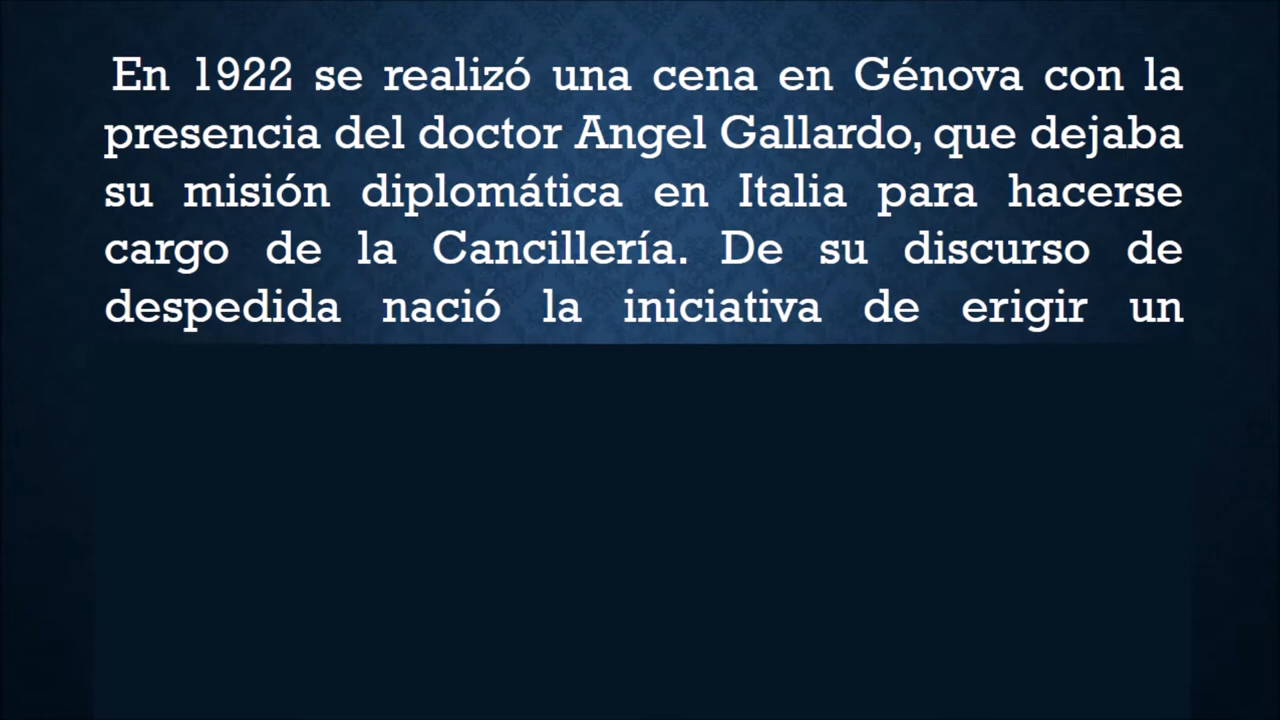 En 1922 se realizó una cena en Génova con la
presencia del doctor Angel Gallardo, que dejaba
su misión diplomática en Italia para hacerse
cargo de la Cancillería. De su discurso de
despedida nació la iniciativa de erigir un